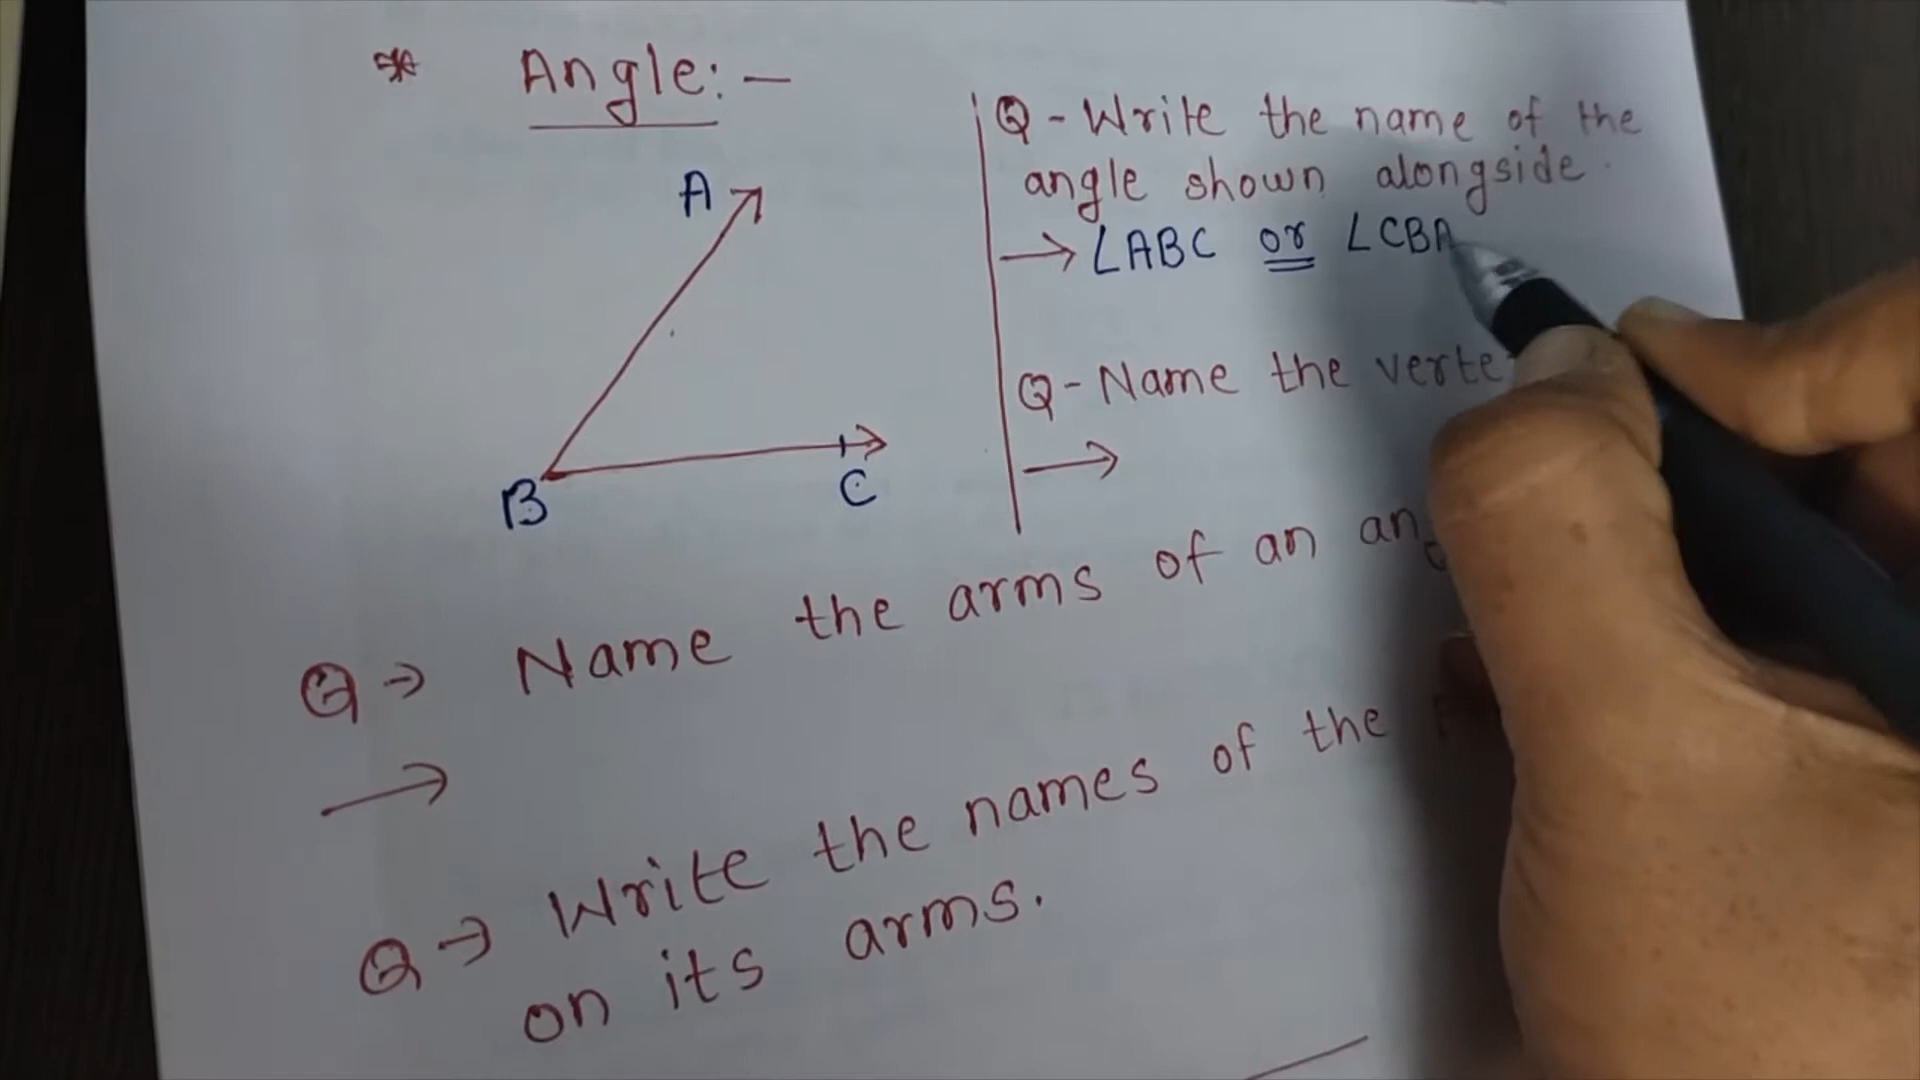 * Angle:-
A
B
C
Q-Write the name of the
angle shown alongside.
→ ∠ABC or ∠CBA
Q-Name the verte
→
Q→ Name the arms of an
→
Q→ Write the names of the
on its arms.